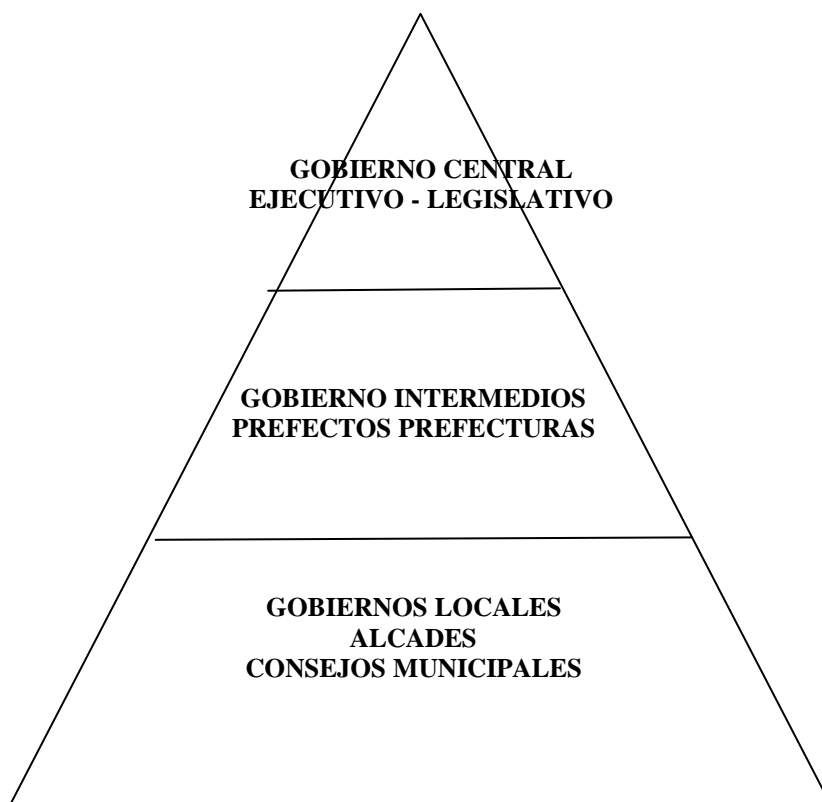 GOBIERNO CENTRAL
EJECUTIVO - LEGISLATIVO
GOBIERNO INTERMEDIOS
PREFECTOS PREFECTURAS
GOBIERNOS LOCALES
ALCADES
CONSEJOS MUNICIPALES